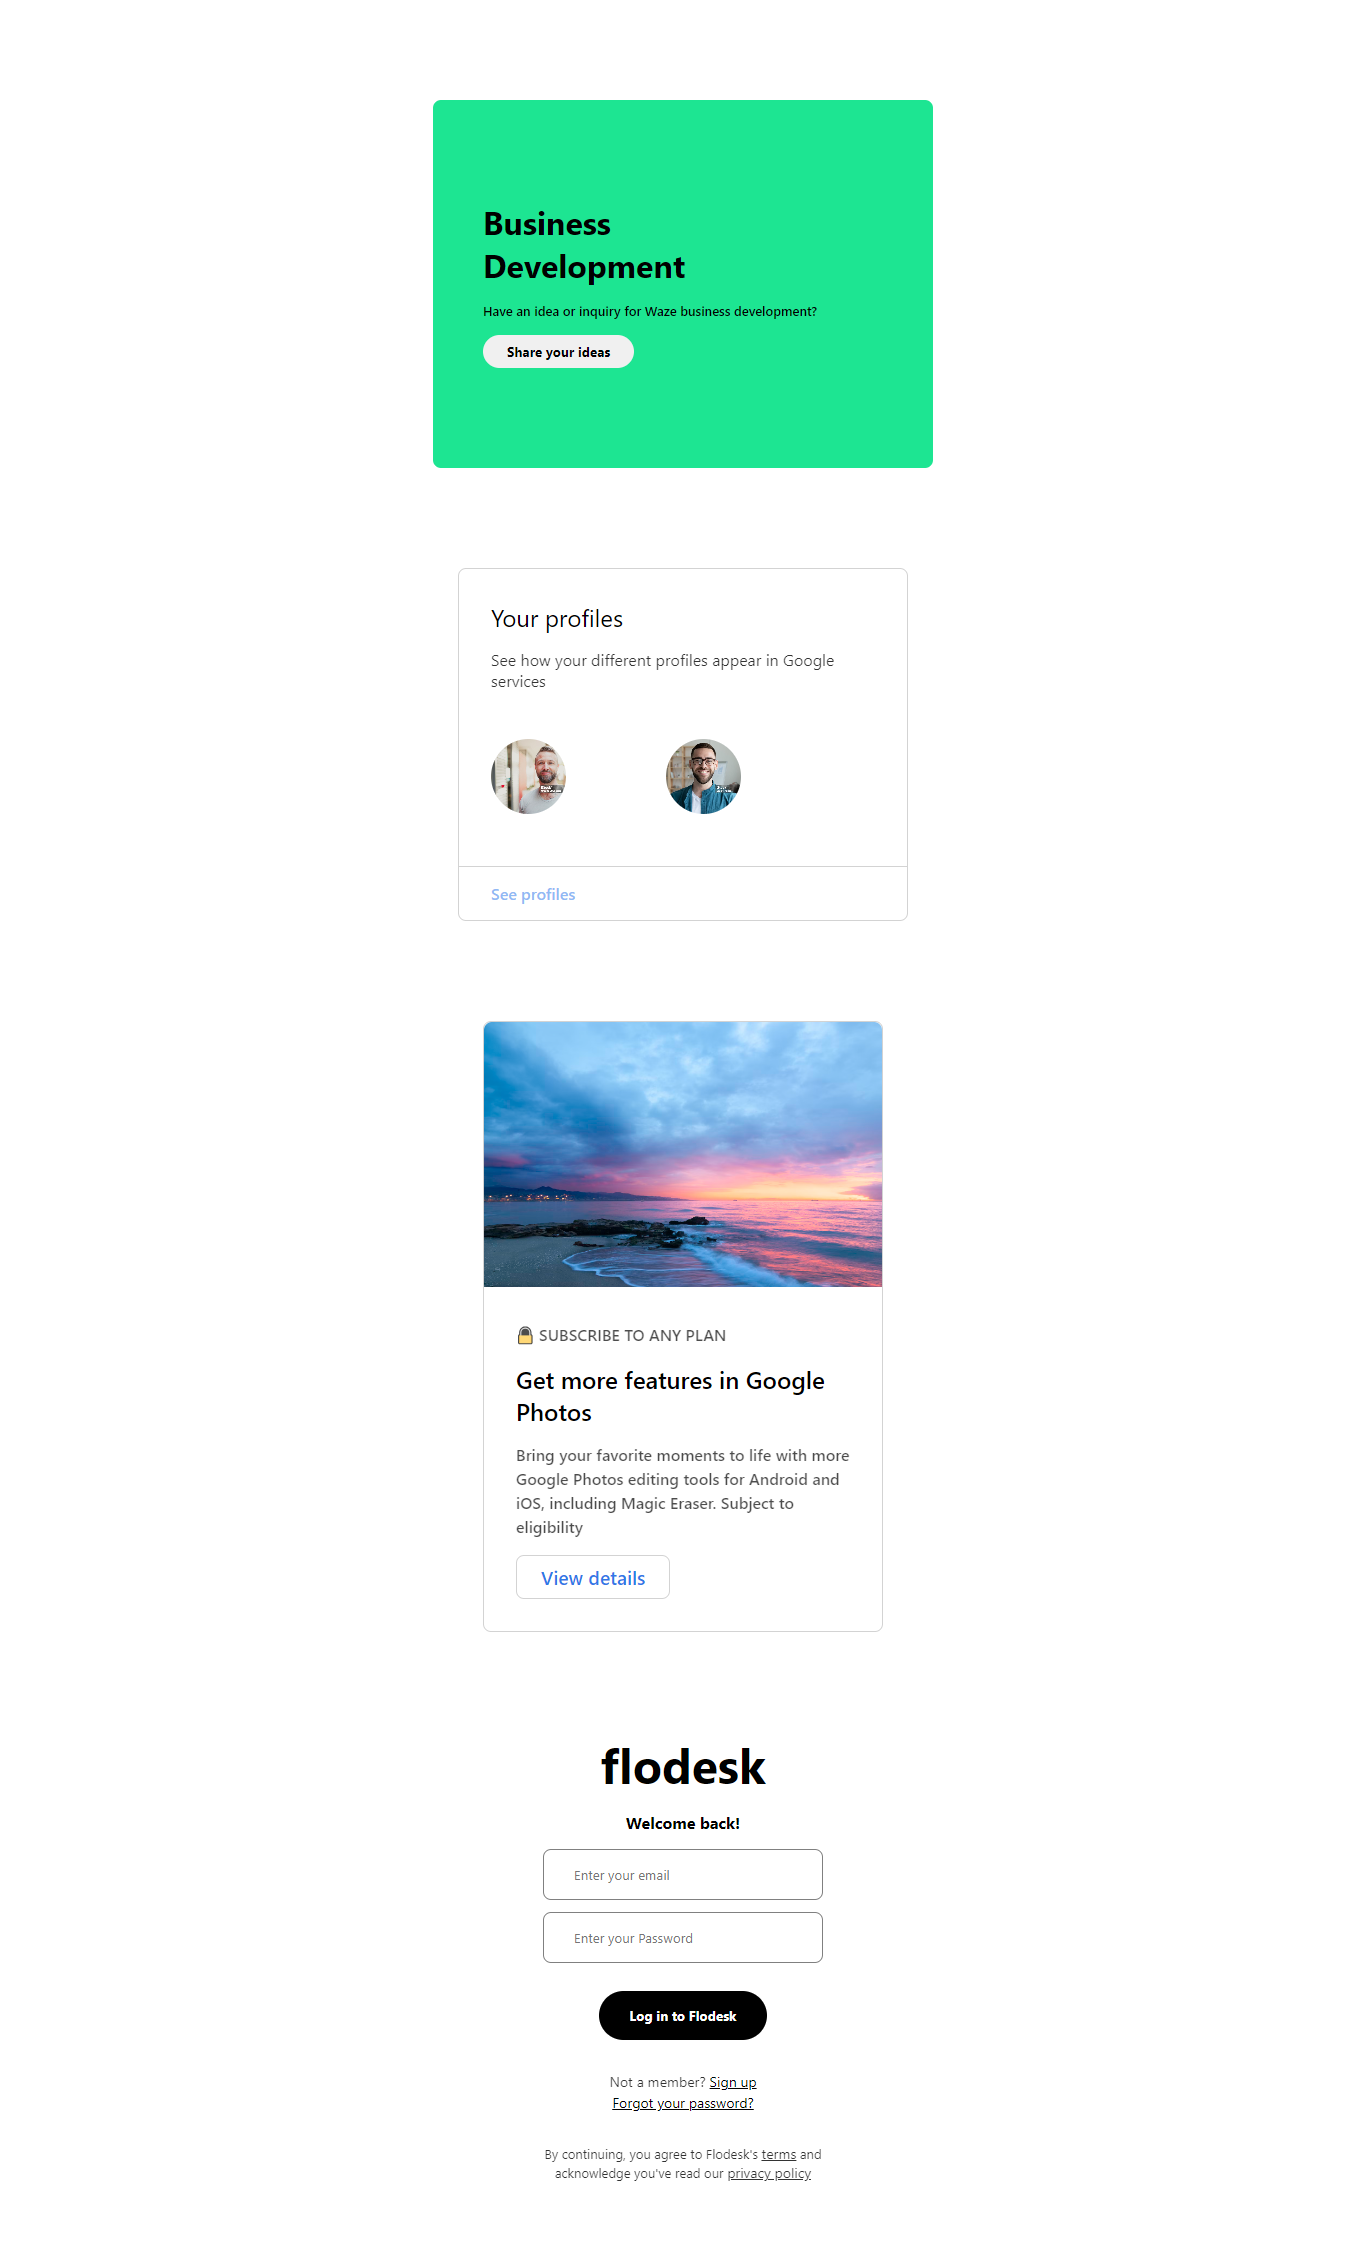 Business
Development
Have an idea or inquiry for Waze business development?
Share your ideas
Your profiles
See how your different profiles appear in Google
services
See profiles
SUBSCRIBE TO ANY PLAN
Get more features in Google
Photos
Bring your favorite moments to life with more
Google Photos editing tools for Android and
iOS, including Magic Eraser. Subject to
eligibility
View details
flodesk
Welcome back!
Enter your email
Enter your Password
Log in to Flodesk
Not a member? Sign up
Forgot your password?
By continuing, you agree to Flodesk's terms and
acknowledge you've read our privacy policy